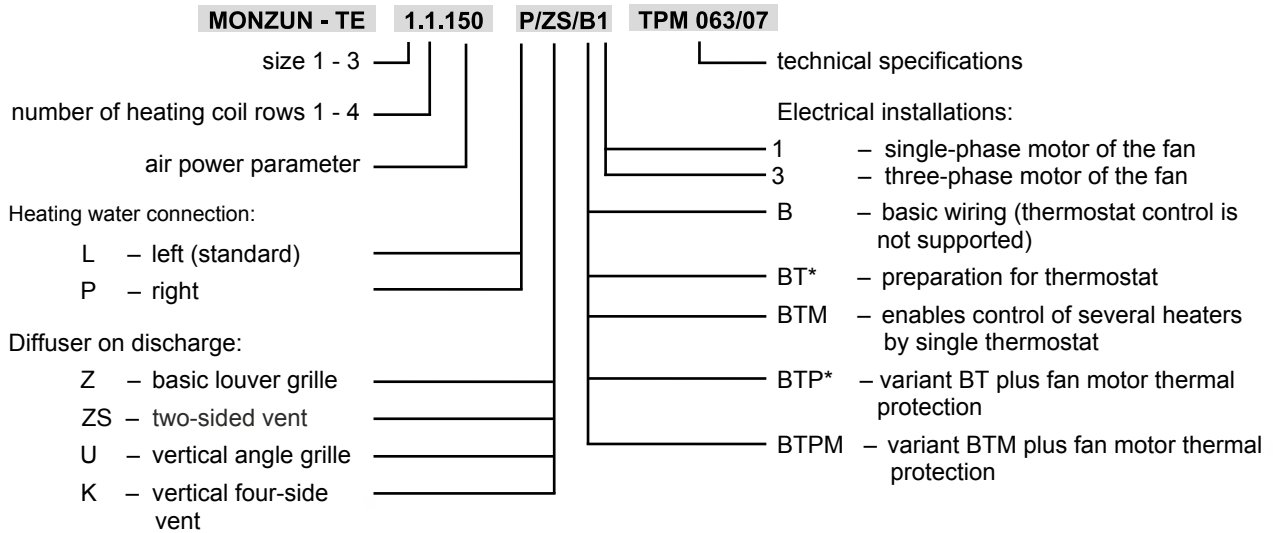 MONZUN - TE 1.1.150 P/ZS/B1 TPM 063/07
size 1 - 3
number of heating coil rows 1 - 4
air power parameter
Heating water connection:
L – left (standard)
P – right
Diffuser on discharge:
Z – basic louver grille
ZS – two-sided vent
U – vertical angle grille
K – vertical four-side
vent
technical specifications
Electrical installations:
1 – single-phase motor of the fan
3 – three-phase motor of the fan
B – basic wiring (thermostat control is
not supported)
BT* – preparation for thermostat
BTM – enables control of several heaters
by single thermostat
BTP* – variant BT plus fan motor thermal
protection
BTPM – variant BTM plus fan motor thermal
protection